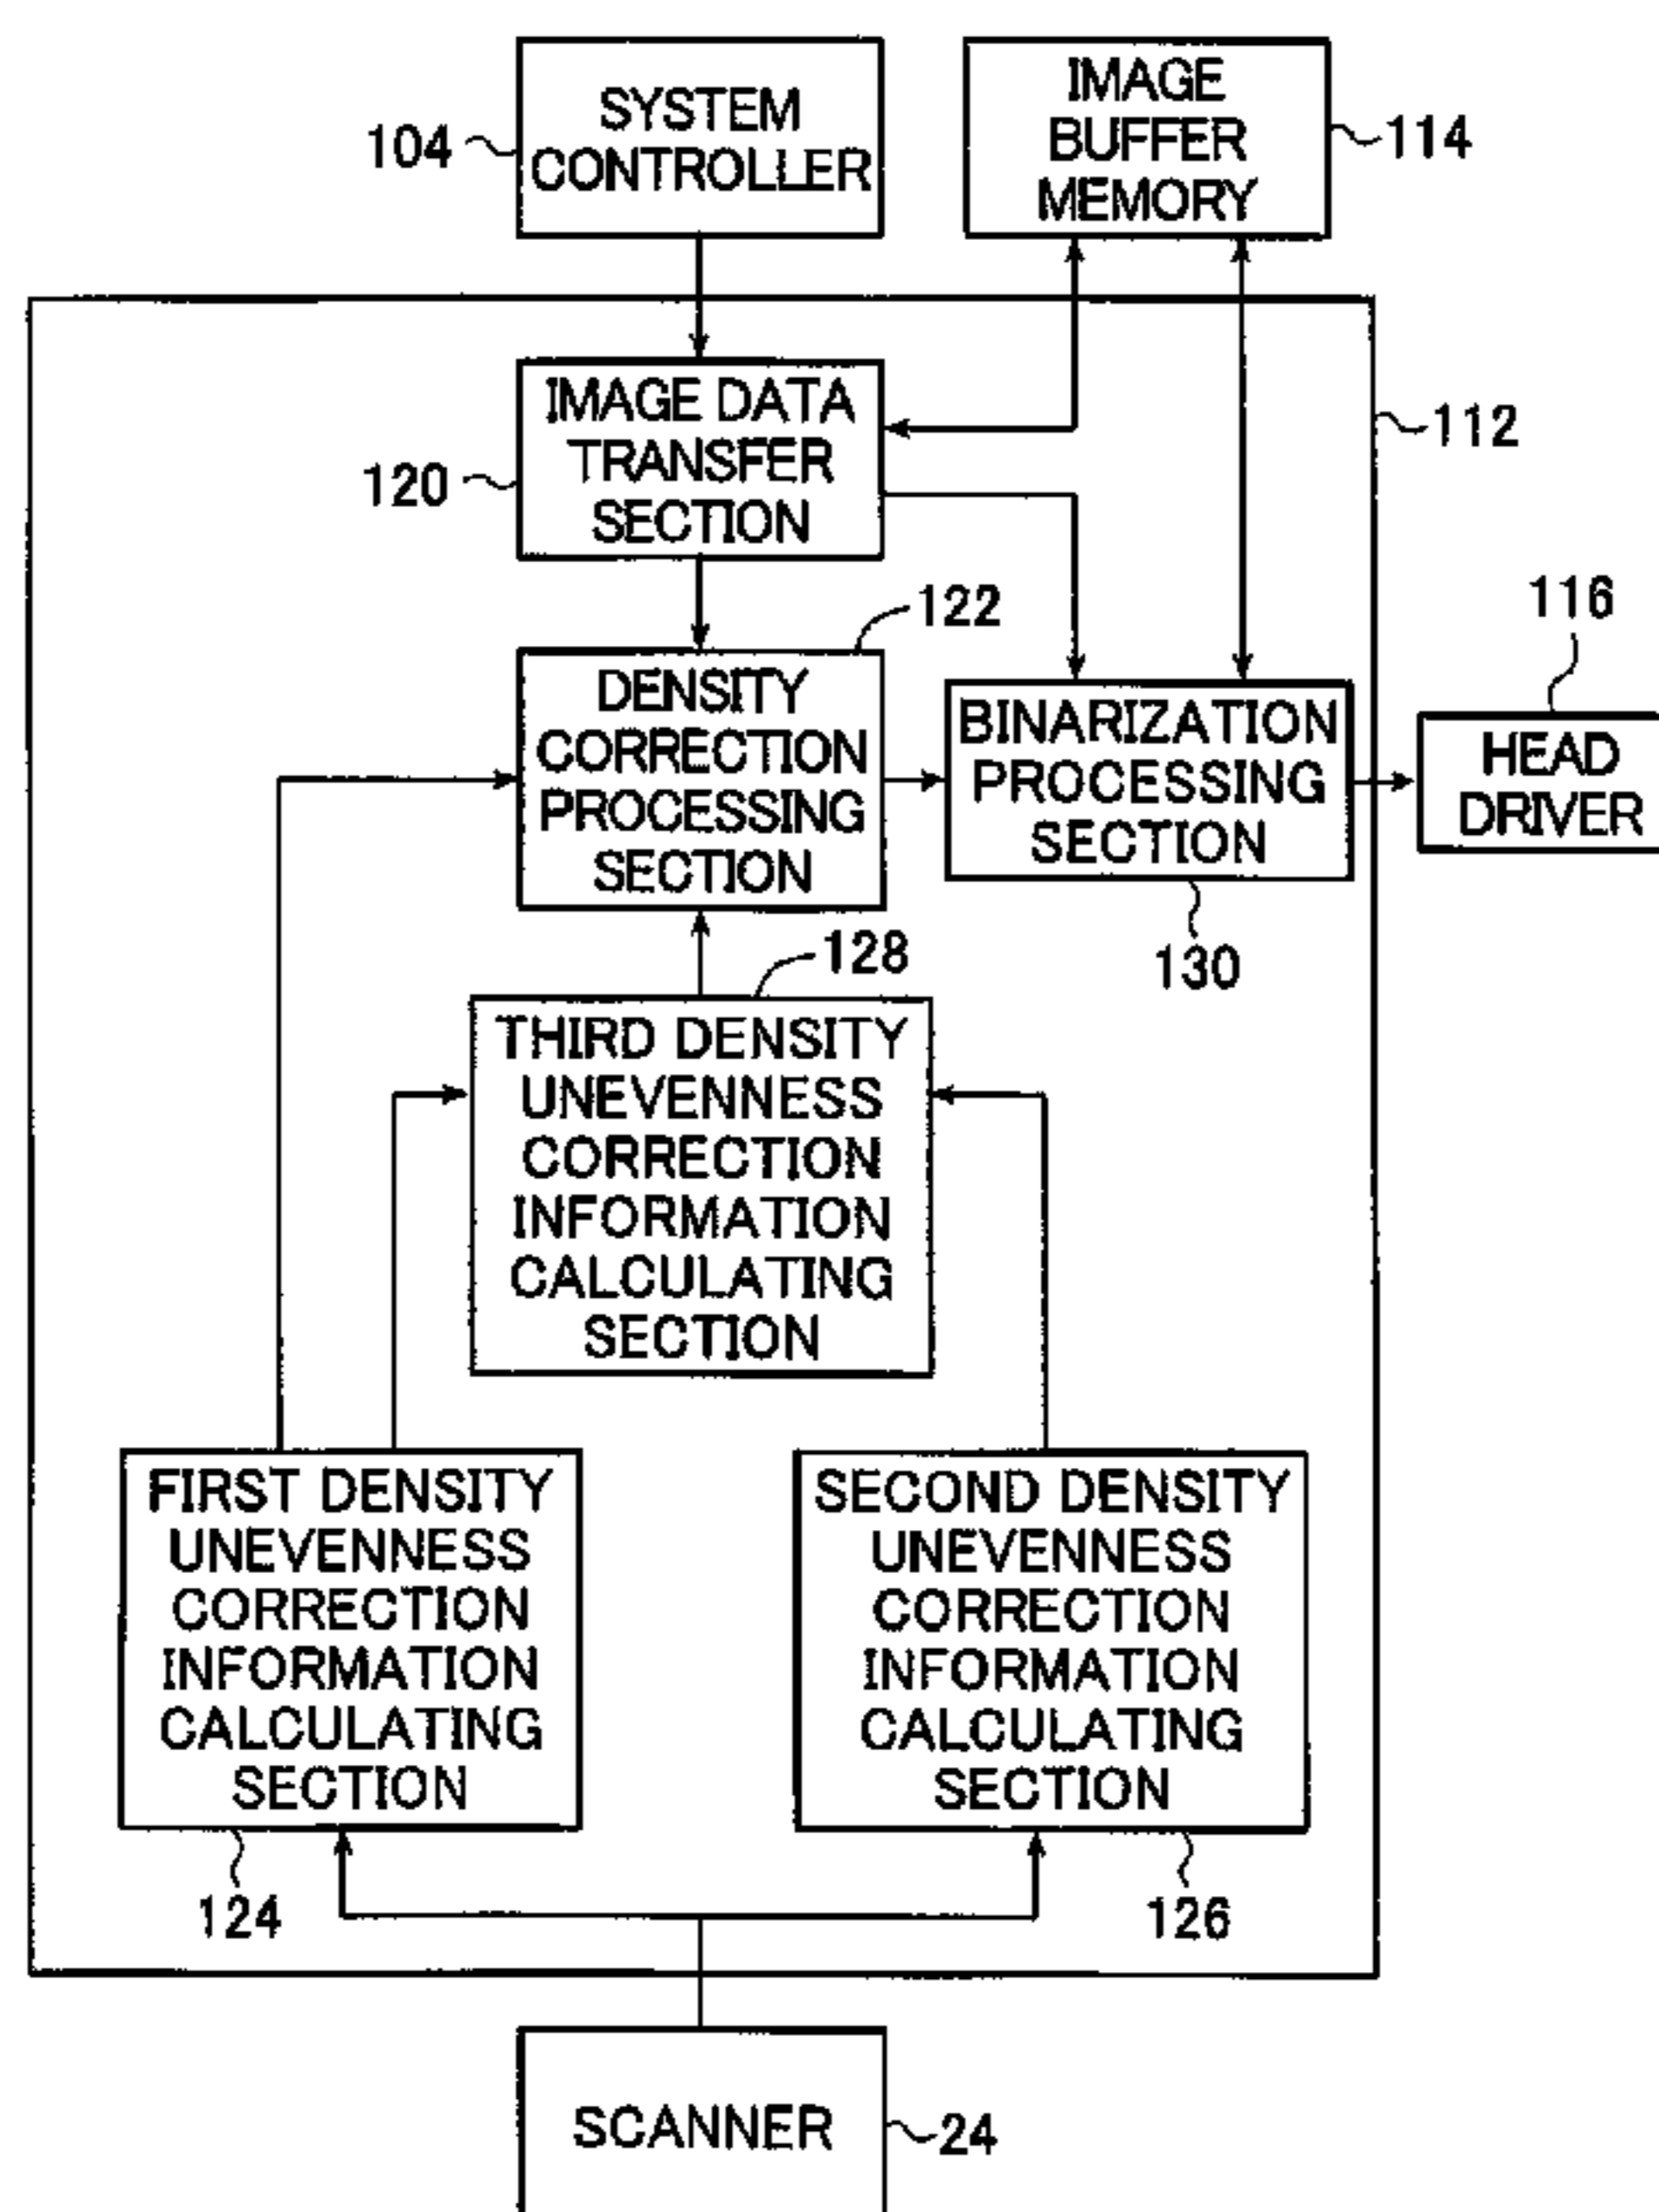 SYSTEM
CONTROLLER
104
IMAGE
BUFFER
MEMORY
114
112
IMAGE DATA
TRANSFER
SECTION
120
122
DENSITY
CORRECTION
PROCESSING
SECTION
BINARIZATION
PROCESSING
SECTION
130
116
HEAD
DRIVER
128
THIRD DENSITY
UNEVENNESS
CORRECTION
INFORMATION
CALCULATING
SECTION
FIRST DENSITY
UNEVENNESS
CORRECTION
INFORMATION
CALCULATING
SECTION
124
SECOND DENSITY
UNEVENNESS
CORRECTION
INFORMATION
CALCULATING
SECTION
126
SCANNER
24